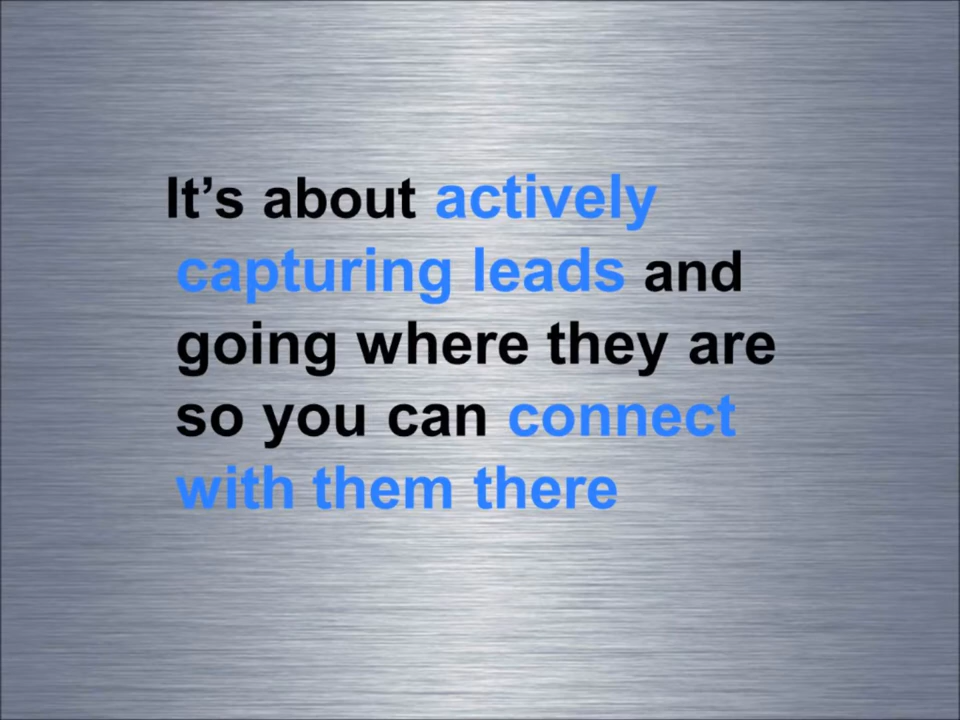 It’s about actively
capturing leads and
going where they are
so you can connect
with them there